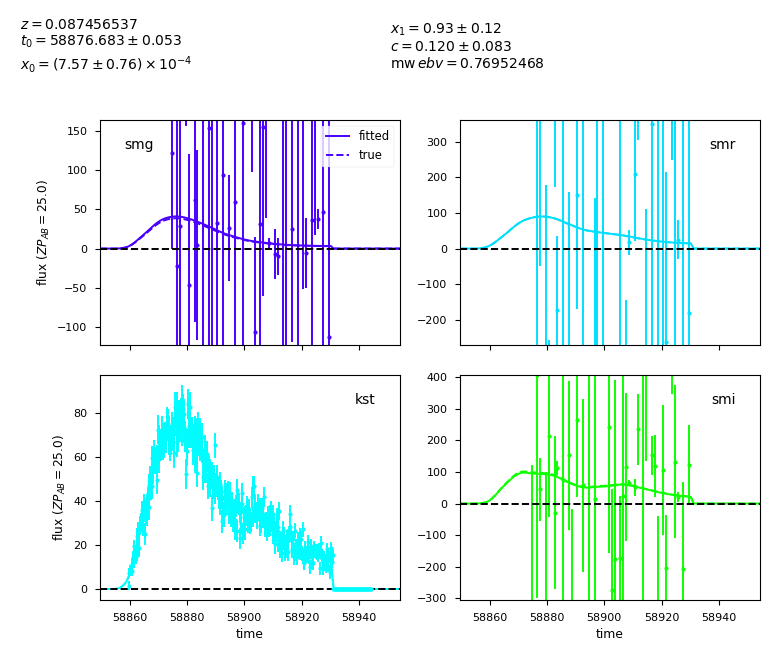 z = 0.087456537
t₀ = 58876.683 ± 0.053
x₀ = (7.57 ± 0.76) × 10⁻⁴
x₁ = 0.93 ± 0.12
c = 0.120 ± 0.083
mw ebv = 0.76952468
smg
fitted
true
150
100
50
0
−50
−100
flux (ZP_AB = 25.0)
smr
300
200
100
0
−100
−200
kst
80
60
40
20
0
flux (ZP_AB = 25.0)
58860 58880 58900 58920 58940
time
smi
400
300
200
100
0
−100
−200
−300
58860 58880 58900 58920 58940
time